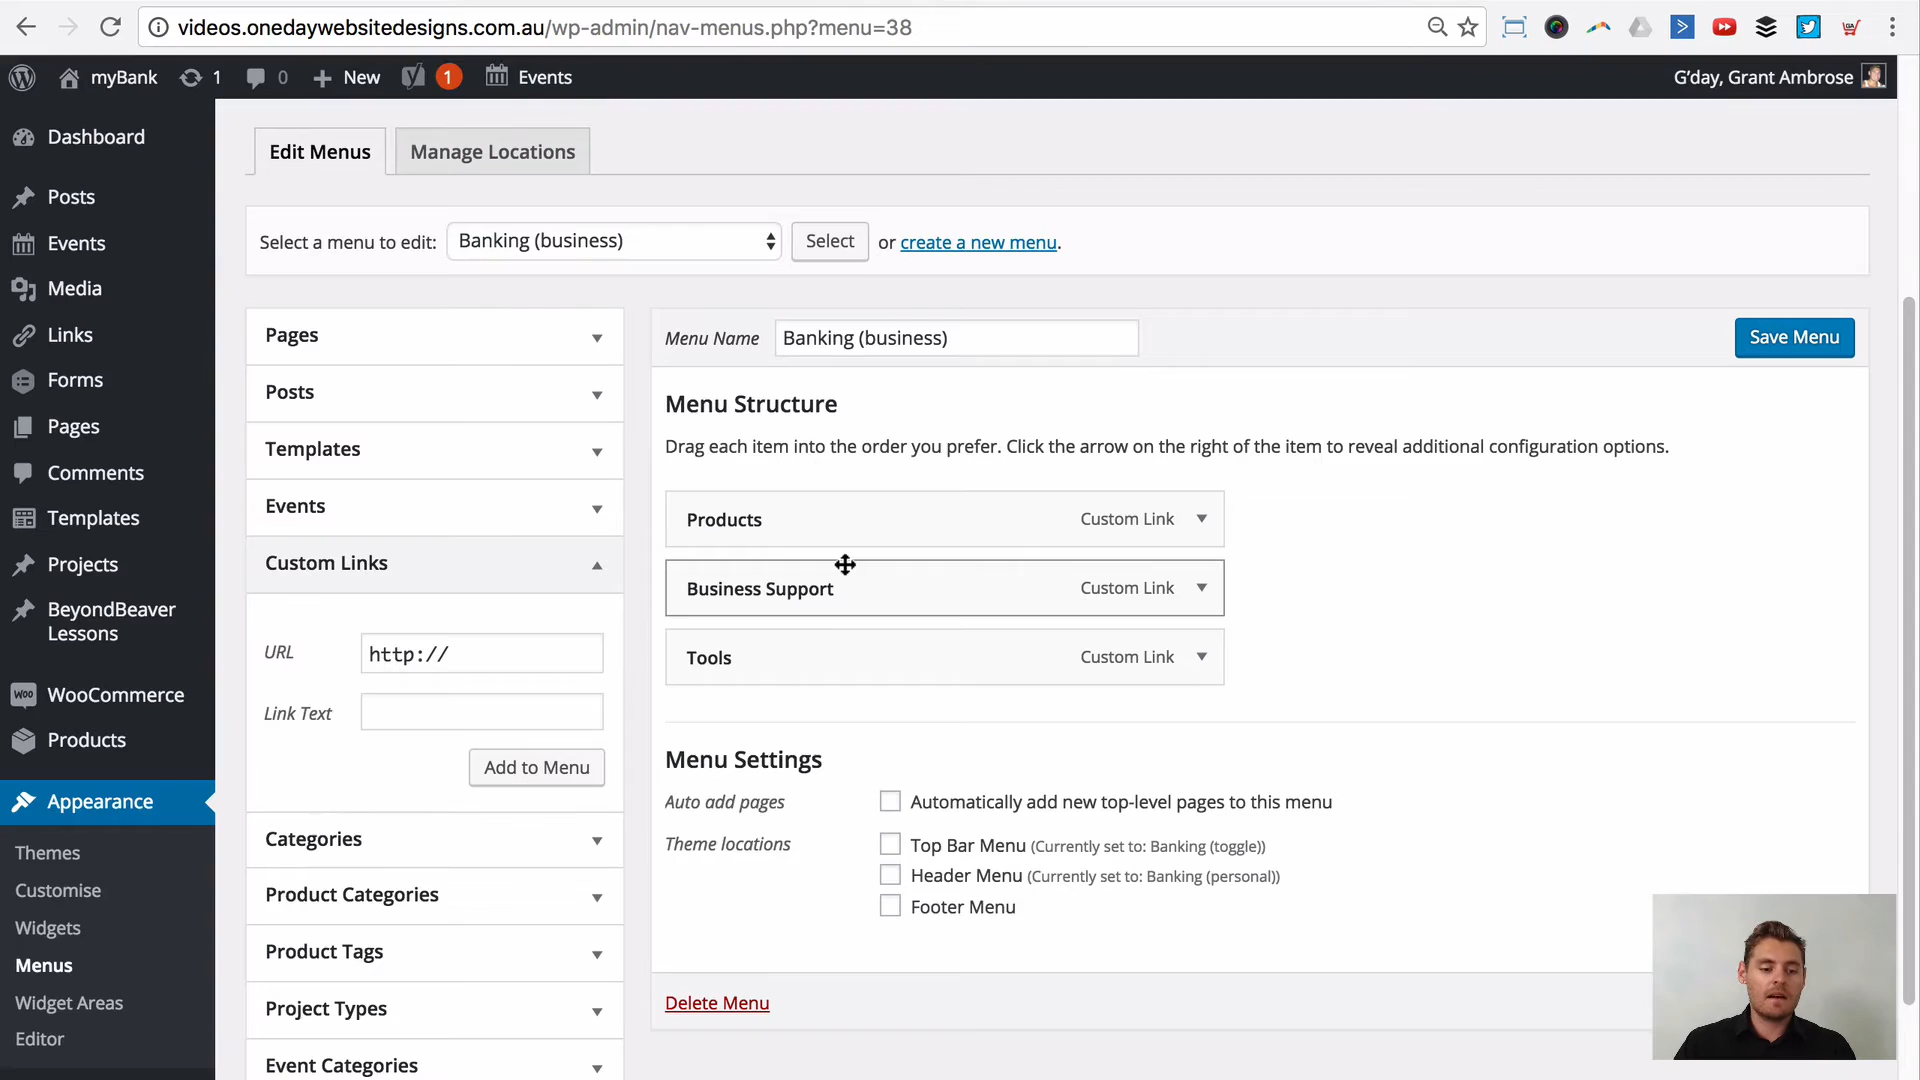 videos.onedaywebsitedesigns.com.au/wp-admin/nav-menus.php?menu=38
myBank 1 0 New 1 Events G'day, Grant Ambrose
Dashboard
Posts
Events
Media
Links
Forms
Pages
Comments
Templates
Projects
BeyondBeaver
Lessons
WooCommerce
Products
Appearance
Themes
Customise
Widgets
Menus
Widget Areas
Editor
Edit Menus Manage Locations
Select a menu to edit: Banking (business) Select or create a new menu.
Pages
Posts
Templates
Events
Custom Links
URL http://
Link Text
Add to Menu
Categories
Product Categories
Product Tags
Project Types
Event Categories
Menu Name Banking (business) Save Menu
Menu Structure
Drag each item into the order you prefer. Click the arrow on the right of the item to reveal additional configuration options.
Products Custom Link
Business Support Custom Link
Tools Custom Link
Menu Settings
Auto add pages Automatically add new top-level pages to this menu
Theme locations Top Bar Menu (Currently set to: Banking (toggle))
Header Menu (Currently set to: Banking (personal))
Footer Menu
Delete Menu